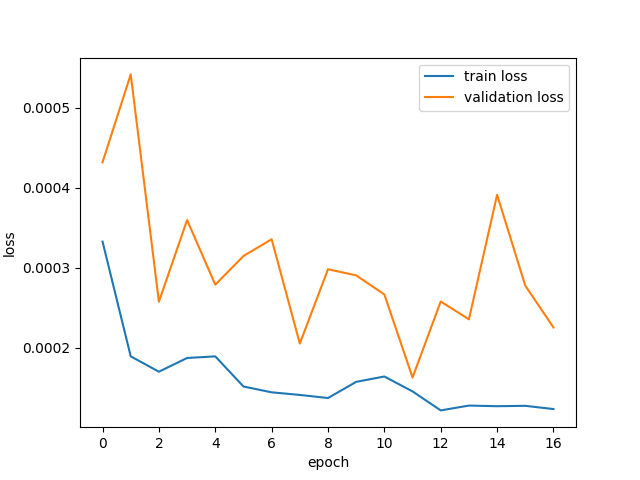 train loss
validation loss
0.0005
0.0004
0.0003
0.0002
loss
0 2 4 6 8 10 12 14 16
epoch